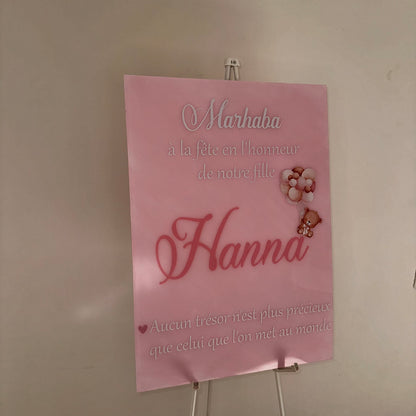 Marhaba
à la fête en l'honneur
de notre fille
Hanna
Aucun trésor n'est plus précieux
que celui que l'on met au monde